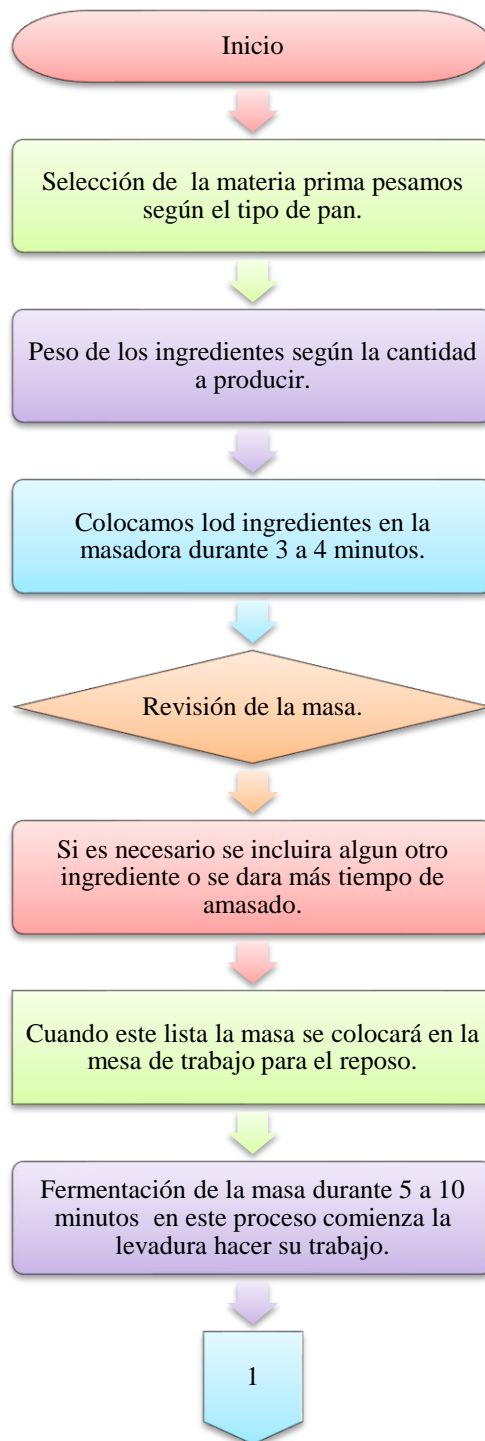 Inicio
Selección de  la materia prima pesamos
según el tipo de pan.
Peso de los ingredientes según la cantidad
a producir.
Colocamos lod ingredientes en la
masadora durante 3 a 4 minutos.
Revisión de la masa.
Si es necesario se incluira algun otro
ingrediente o se dara más tiempo de
amasado.
Cuando este lista la masa se colocará en la
mesa de trabajo para el reposo.
Fermentación de la masa durante 5 a 10
minutos  en este proceso comienza la
levadura hacer su trabajo.
1